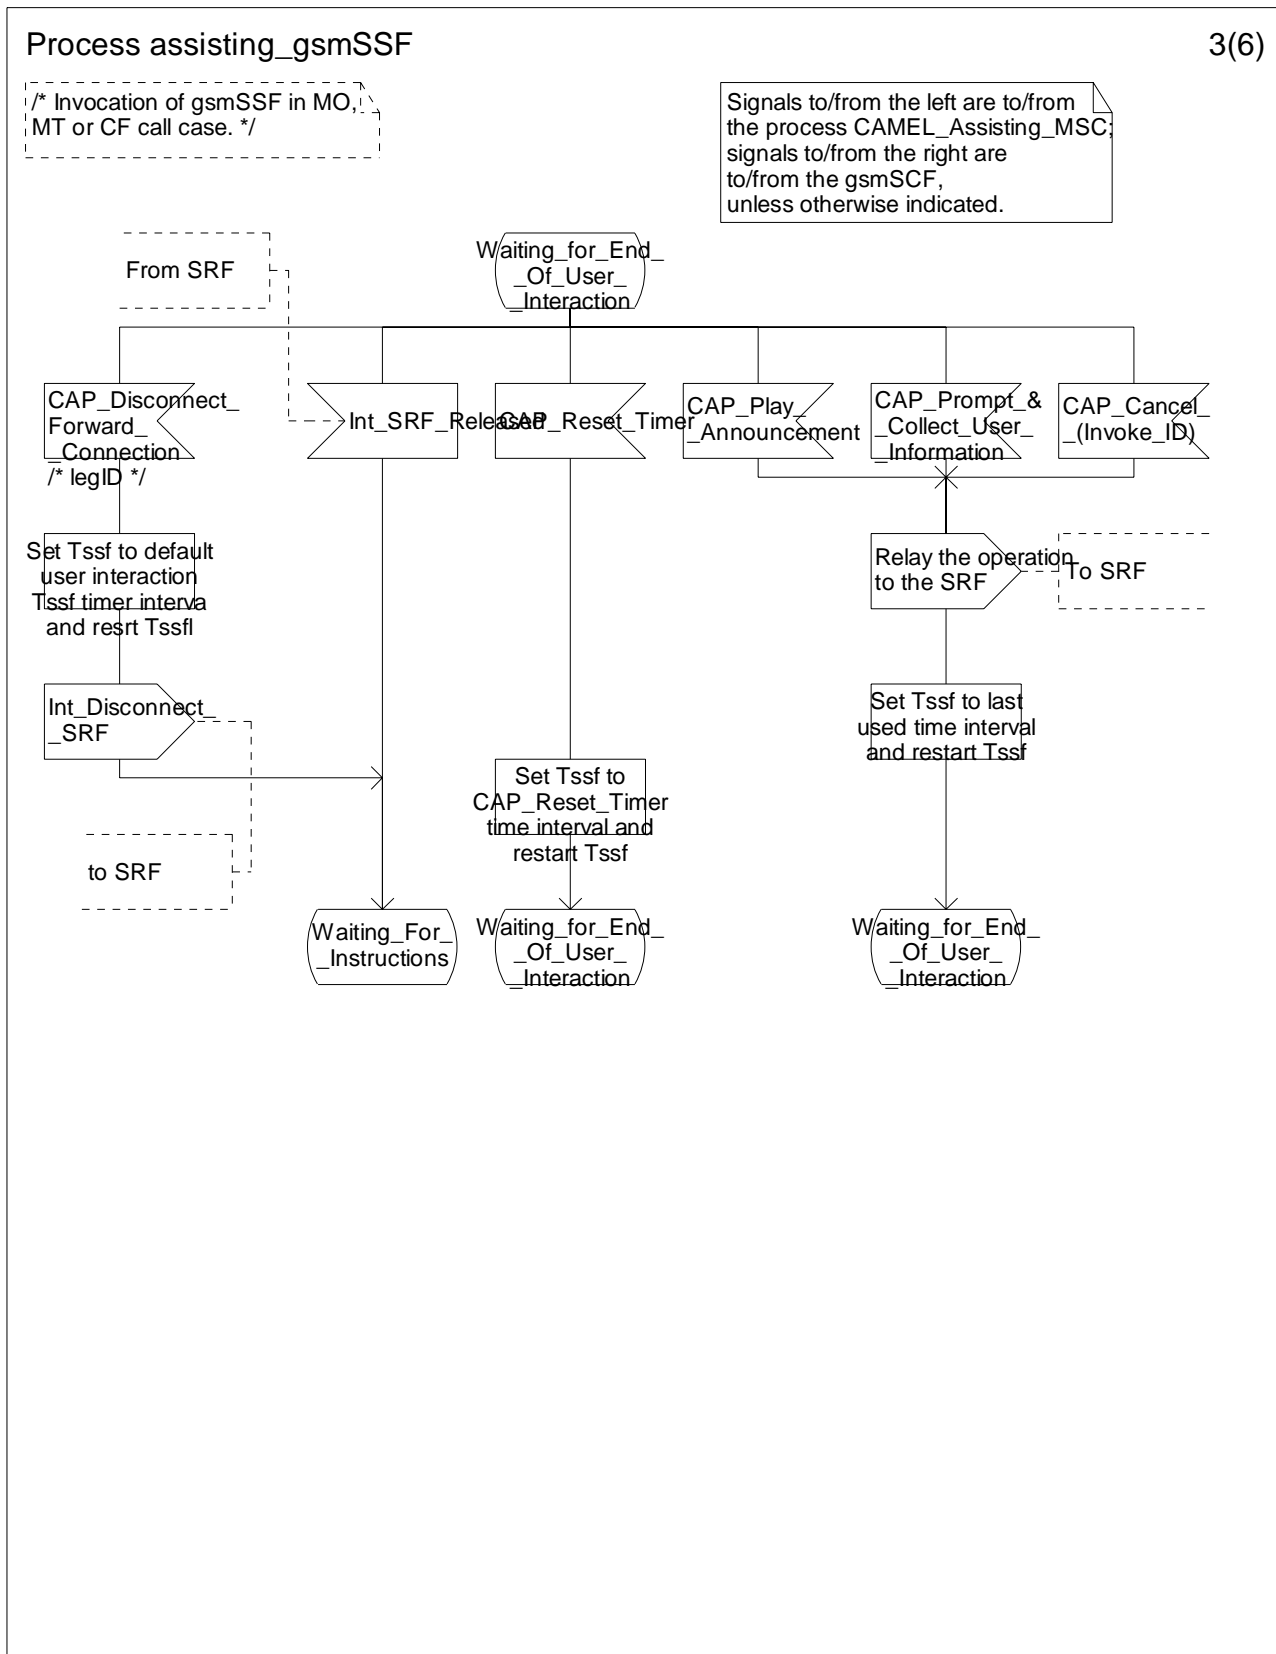 Process assisting_gsmSSF
3(6)
/* Invocation of gsmSSF in MO,
MT or CF call case. */
Signals to/from the left are to/from
the process CAMEL_Assisting_MSC;
signals to/from the right are
to/from the gsmSCF,
unless otherwise indicated.
From SRF
Waiting_for_End_
_Of_User_
_Interaction
CAP_Disconnect_
Forward_
_Connection
/* legID */
Int_SRF_Released
CAP_Reset_Timer
CAP_Play_
_Announcement
CAP_Prompt_&
_Collect_User_
_Information
CAP_Cancel_
_(Invoke_ID)
Set Tssf to default
user interaction
Tssf timer interva
and resrt Tssfl
Relay the operation
to the SRF
To SRF
Int_Disconnect_
_SRF
Set Tssf to last
used time interval
and restart Tssf
Set Tssf to
CAP_Reset_Timer
time interval and
restart Tssf
to SRF
Waiting_For_
_Instructions
Waiting_for_End_
_Of_User_
_Interaction
Waiting_for_End_
_Of_User_
_Interaction